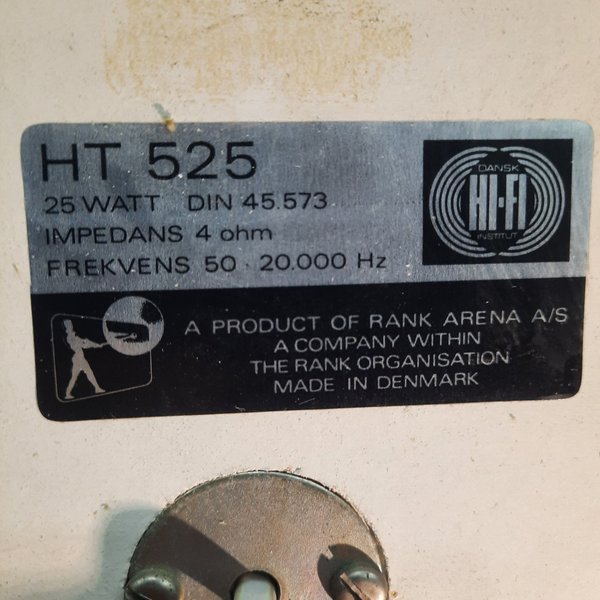 HT 525
25 WATT DIN 45.573
IMPEDANS 4 ohm
FREKVENS 50 - 20.000 Hz
DANSK
HI-FI
INSTITUT
A PRODUCT OF RANK ARENA A/S
A COMPANY WITHIN
THE RANK ORGANISATION
MADE IN DENMARK